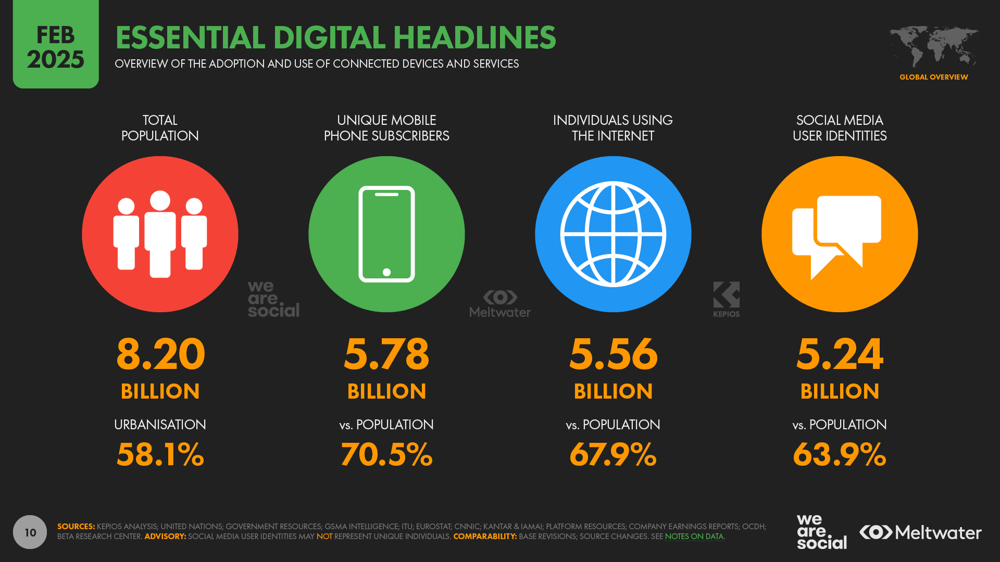 FEB
2025
ESSENTIAL DIGITAL HEADLINES
OVERVIEW OF THE ADOPTION AND USE OF CONNECTED DEVICES AND SERVICES
GLOBAL OVERVIEW
TOTAL
POPULATION
UNIQUE MOBILE
PHONE SUBSCRIBERS
INDIVIDUALS USING
THE INTERNET
SOCIAL MEDIA
USER IDENTITIES
we
are
social
Meltwater
KEPIOS
8.20
BILLION
URBANISATION
58.1%
5.78
BILLION
vs. POPULATION
70.5%
5.56
BILLION
vs. POPULATION
67.9%
5.24
BILLION
vs. POPULATION
63.9%
10
SOURCES: KEPIOS ANALYSIS; UNITED NATIONS; GOVERNMENT RESOURCES; GSMA INTELLIGENCE; ITU; EUROSTAT; CNNIC; KANTAR & IAMAI; PLATFORM RESOURCES; COMPANY EARNINGS REPORTS; OCDH;
BETA RESEARCH CENTER. ADVISORY: SOCIAL MEDIA USER IDENTITIES MAY NOT REPRESENT UNIQUE INDIVIDUALS. COMPARABILITY: BASE REVISIONS; SOURCE CHANGES. SEE NOTES ON DATA.
we
are
social
Meltwater